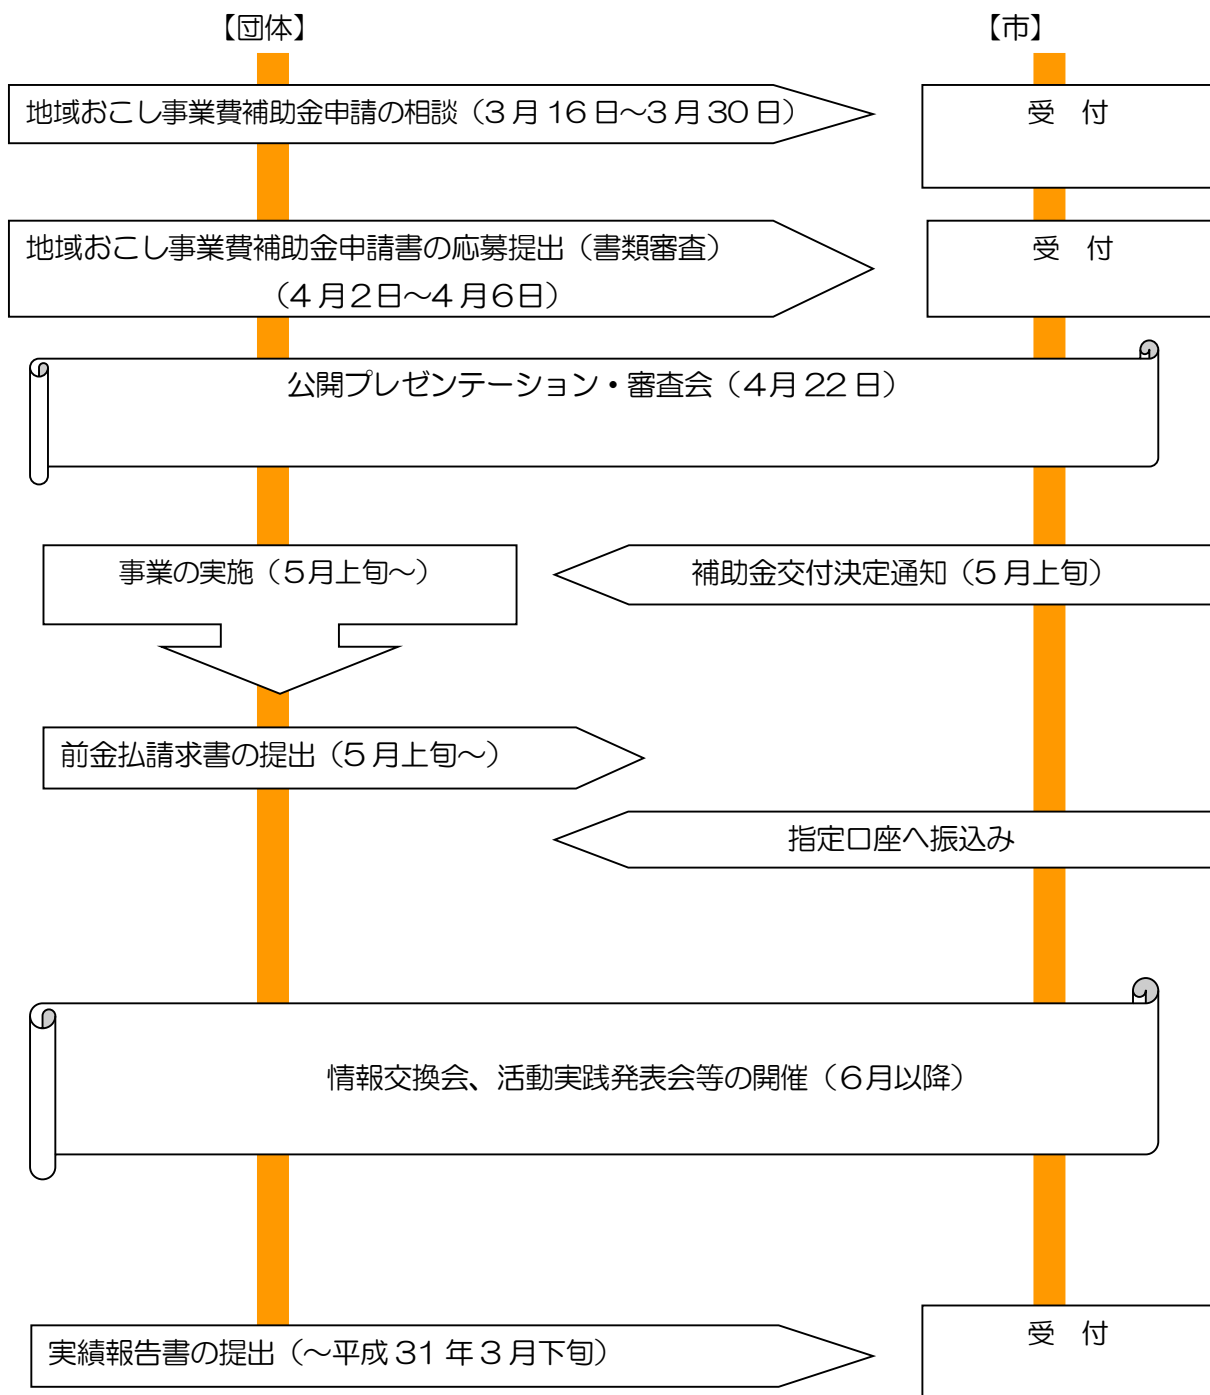 【団体】 【市】
地域おこし事業費補助金申請の相談（3月16日～3月30日） 受　付
地域おこし事業費補助金申請書の応募提出（書類審査） 受　付
（4月2日～4月6日）
公開プレゼンテーション・審査会（4月22日）
事業の実施（5月上旬～） 補助金交付決定通知（5月上旬）
前金払請求書の提出（5月上旬～）
指定口座へ振込み
情報交換会、活動実践発表会等の開催（6月以降）
受　付
実績報告書の提出（～平成31年3月下旬）